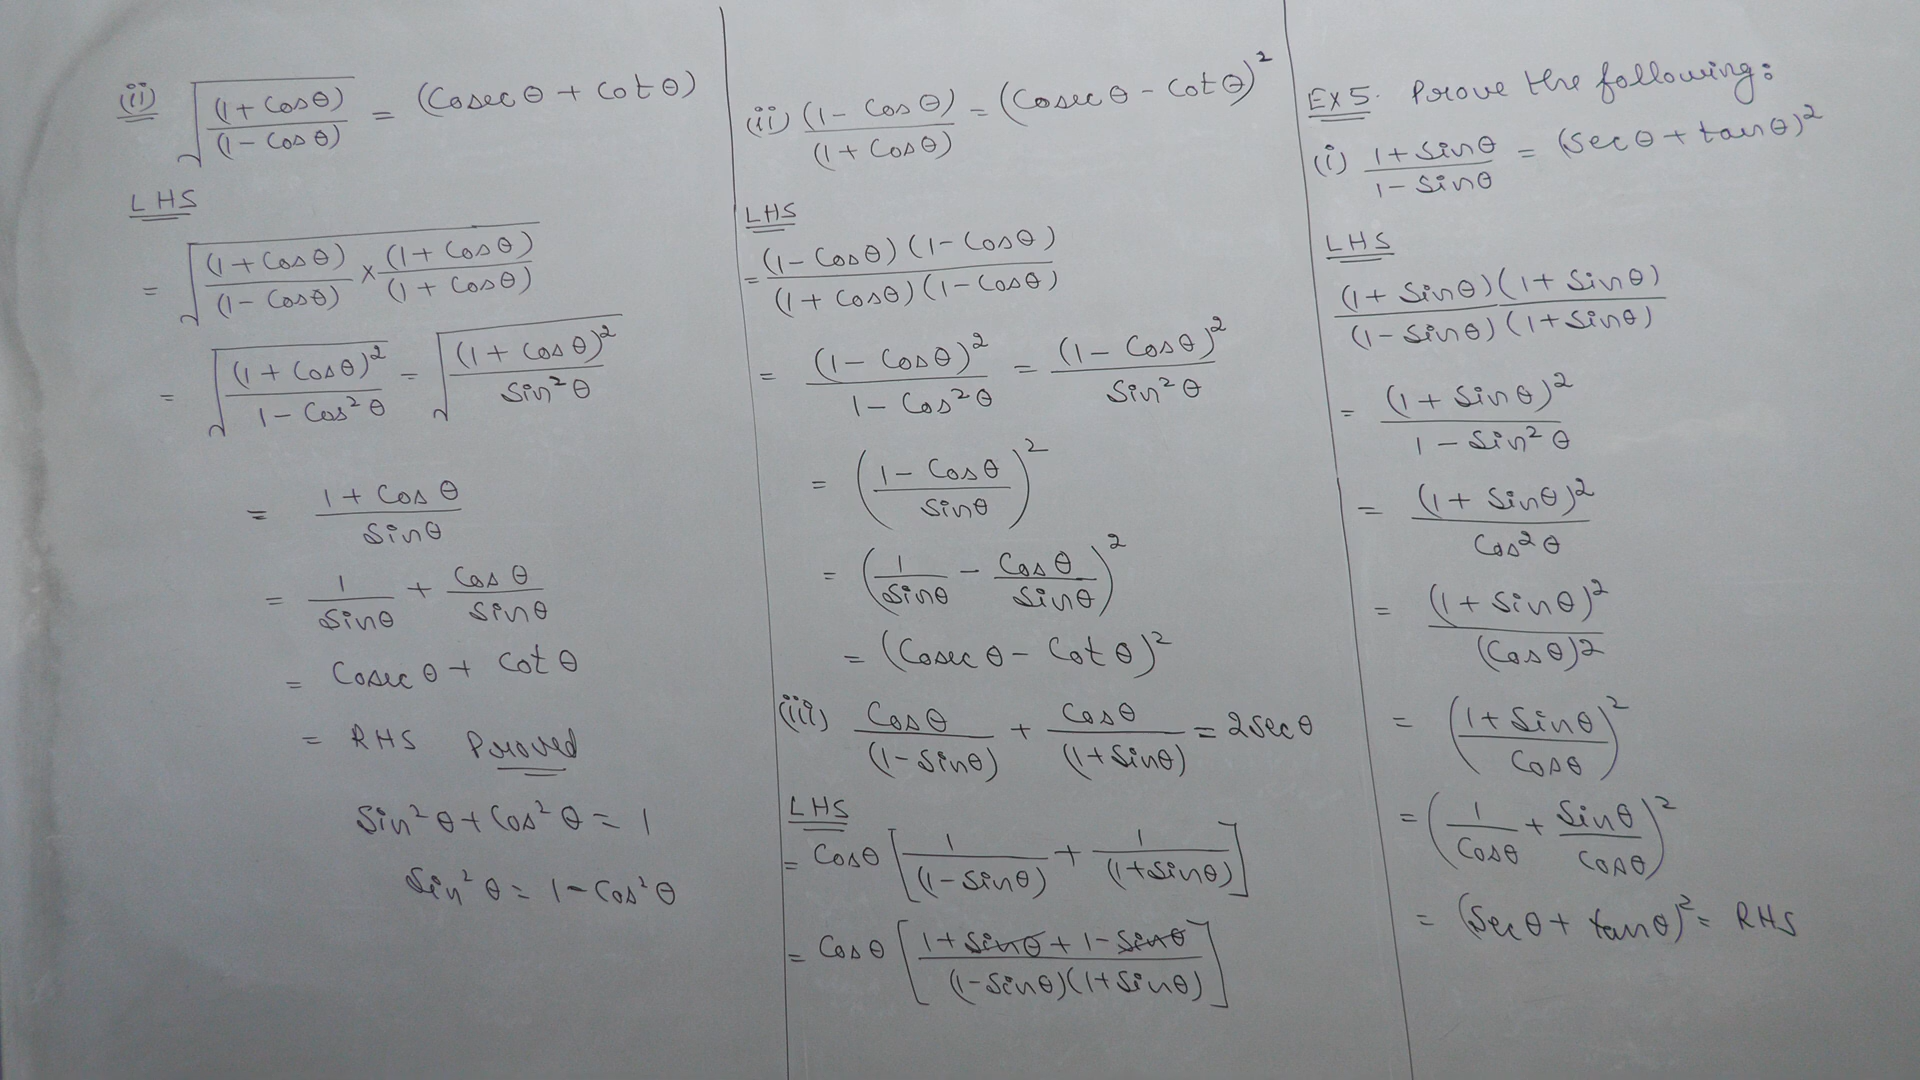 (ii) √((1+Cosθ)/(1-Cosθ)) = (Cosecθ + Cotθ)
LHS
= √((1+Cosθ)/(1-Cosθ) × (1+Cosθ)/(1+Cosθ))
= √((1+Cosθ)²/(1-Cos²θ)) = √((1+Cosθ)²/Sin²θ)
= (1+Cosθ)/Sinθ
= 1/Sinθ + Cosθ/Sinθ
= Cosecθ + Cotθ
= RHS Proved
Sin²θ + Cos²θ = 1
Sin²θ = 1-Cos²θ
(ii) (1-Cosθ)/(1+Cosθ) = (Cosecθ - Cotθ)²
LHS
= (1-Cosθ)(1-Cosθ)/(1+Cosθ)(1-Cosθ)
= (1-Cosθ)²/(1-Cos²θ) = (1-Cosθ)²/Sin²θ
= ((1-Cosθ)/Sinθ)²
= (1/Sinθ - Cosθ/Sinθ)²
= (Cosecθ - Cotθ)²
(iii) Cosθ/(1-Sinθ) + Cosθ/(1+Sinθ) = 2Secθ
LHS
= Cosθ [1/(1-Sinθ) + 1/(1+Sinθ)]
= Cosθ [(1+Sinθ+1-Sinθ)/(1-Sinθ)(1+Sinθ)]
EX 5. Prove the following:
(i) (1+Sinθ)/(1-Sinθ) = (Secθ + tanθ)²
LHS
(1+Sinθ)(1+Sinθ)/(1-Sinθ)(1+Sinθ)
= (1+Sinθ)²/(1-Sin²θ)
= (1+Sinθ)²/Cos²θ
= (1+Sinθ)²/(Cosθ)²
= ((1+Sinθ)/Cosθ)²
= (1/Cosθ + Sinθ/Cosθ)²
= (Secθ + tanθ)² = RHS